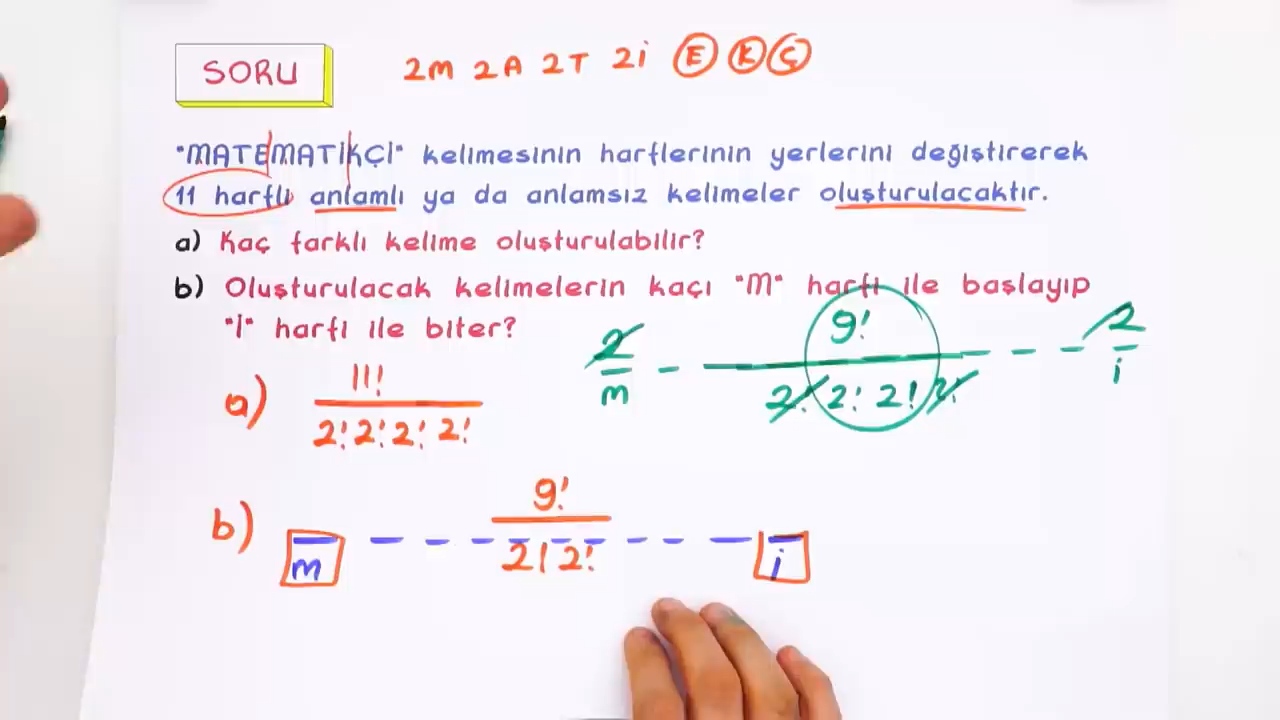 SORU
2M 2A 2T 2İ E K Ç
"MATEMATİKÇİ" kelimesinin harflerinin yerlerini değiştirerek
11 harfli anlamlı ya da anlamsız kelimeler oluşturulacaktır.
a) Kaç farklı kelime oluşturulabilir?
b) Oluşturulacak kelimelerin kaçı "M" harfi ile başlayıp
"İ" harfi ile biter?
2 9! 2
m 2! 2! 2! 2! i
a) 11!
2! 2! 2! 2!
b) 9!
m 2! 2! i